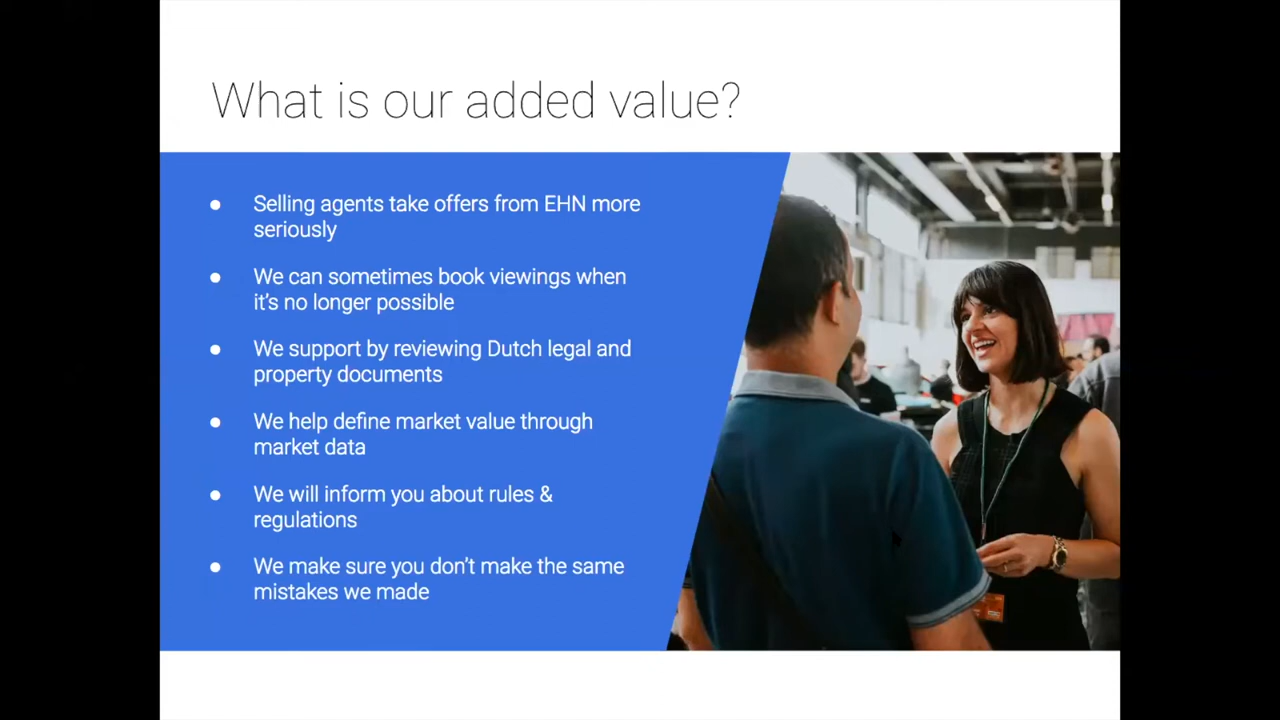 What is our added value?
● Selling agents take offers from EHN more
seriously
● We can sometimes book viewings when
it's no longer possible
● We support by reviewing Dutch legal and
property documents
● We help define market value through
market data
● We will inform you about rules &
regulations
● We make sure you don't make the same
mistakes we made